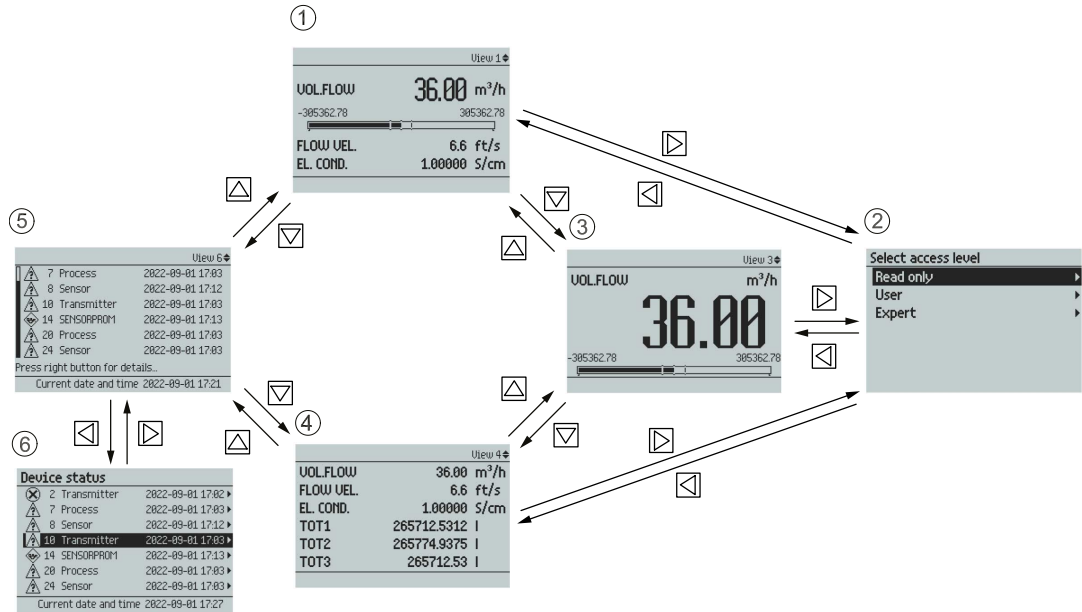 ①
View 1
VOL.FLOW 36.00 m³/h
-305362.78 305362.78
FLOW VEL. 6.6 ft/s
EL. COND. 1.00000 S/cm
②
Select access level
Read only
User
Expert
③
View 3
VOL.FLOW m³/h
36.00
-305362.78 305362.78
④
View 4
VOL.FLOW 36.00 m³/h
FLOW VEL. 6.6 ft/s
EL. COND. 1.00000 S/cm
TOT1 265712.5312 l
TOT2 265774.9375 l
TOT3 265712.53 l
⑤
View 6
7 Process 2022-09-01 17:03
8 Sensor 2022-09-01 17:12
10 Transmitter 2022-09-01 17:03
14 SENSORPROM 2022-09-01 17:13
20 Process 2022-09-01 17:03
24 Sensor 2022-09-01 17:03
Press right button for details...
Current date and time 2022-09-01 17:21
⑥
Device status
2 Transmitter 2022-09-01 17:02
7 Process 2022-09-01 17:03
8 Sensor 2022-09-01 17:12
10 Transmitter 2022-09-01 17:03
14 SENSORPROM 2022-09-01 17:13
20 Process 2022-09-01 17:03
24 Sensor 2022-09-01 17:03
Current date and time 2022-09-01 17:27